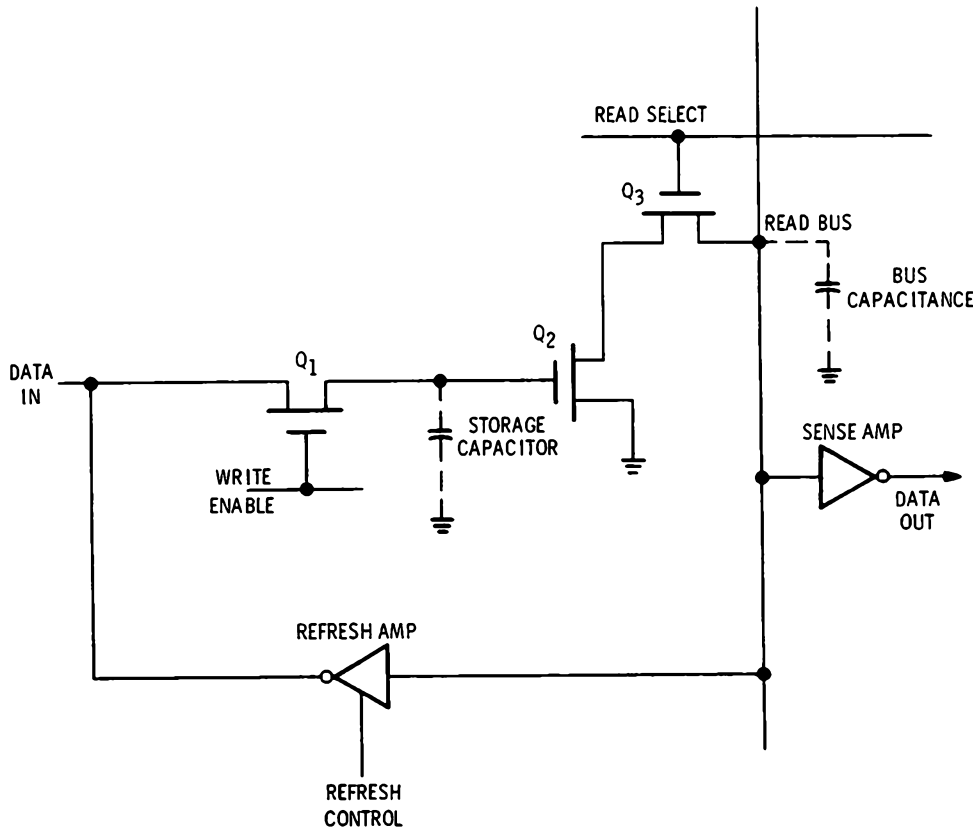 READ SELECT
Q3
READ BUS
BUS
CAPACITANCE
Q2
Q1
DATA
IN
STORAGE
CAPACITOR
SENSE AMP
WRITE
ENABLE
DATA
OUT
REFRESH AMP
REFRESH
CONTROL